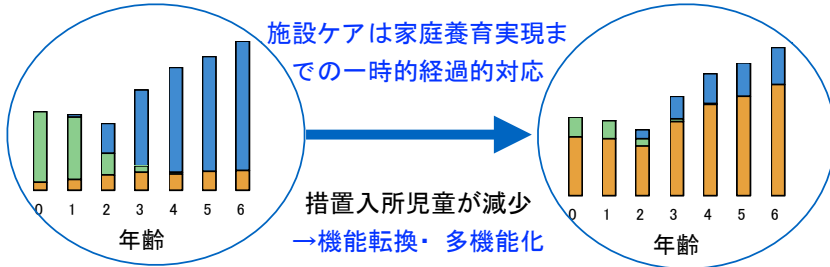 施設ケアは家庭養育実現ま
での一時的経過的対応
0 1 2 3 4 5 6
年齢
措置入所児童が減少
→機能転換・ 多機能化
0 1 2 3 4 5 6
年齢